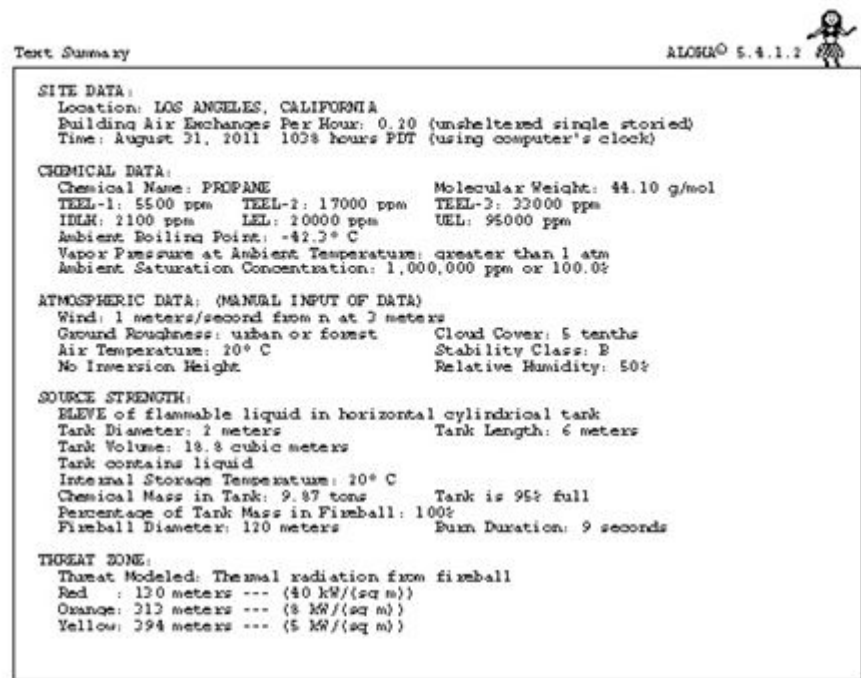 Text Summary ALOHA© 5.4.1.2
SITE DATA:
Location: LOS ANGELES, CALIFORNIA
Building Air Exchanges Per Hour: 0.20 (unsheltered single storied)
Time: August 31, 2011 1038 hours PDT (using computer's clock)
CHEMICAL DATA:
Chemical Name: PROPANE Molecular Weight: 44.10 g/mol
TEEL-1: 5500 ppm TEEL-2: 17000 ppm TEEL-3: 33000 ppm
IDLH: 2100 ppm LEL: 20000 ppm UEL: 95000 ppm
Ambient Boiling Point: -42.3° C
Vapor Pressure at Ambient Temperature: greater than 1 atm
Ambient Saturation Concentration: 1,000,000 ppm or 100.0%
ATMOSPHERIC DATA: (MANUAL INPUT OF DATA)
Wind: 1 meters/second from n at 3 meters
Ground Roughness: urban or forest Cloud Cover: 5 tenths
Air Temperature: 20° C Stability Class: B
No Inversion Height Relative Humidity: 50%
SOURCE STRENGTH:
BLEVE of flammable liquid in horizontal cylindrical tank
Tank Diameter: 2 meters Tank Length: 6 meters
Tank Volume: 18.8 cubic meters
Tank contains liquid
Internal Storage Temperature: 20° C
Chemical Mass in Tank: 9.87 tons Tank is 95% full
Percentage of Tank Mass in Fireball: 100%
Fireball Diameter: 120 meters Burn Duration: 9 seconds
THREAT ZONE:
Threat Modeled: Thermal radiation from fireball
Red : 130 meters --- (40 kW/(sq m))
Orange: 313 meters --- (8 kW/(sq m))
Yellow: 394 meters --- (5 kW/(sq m))